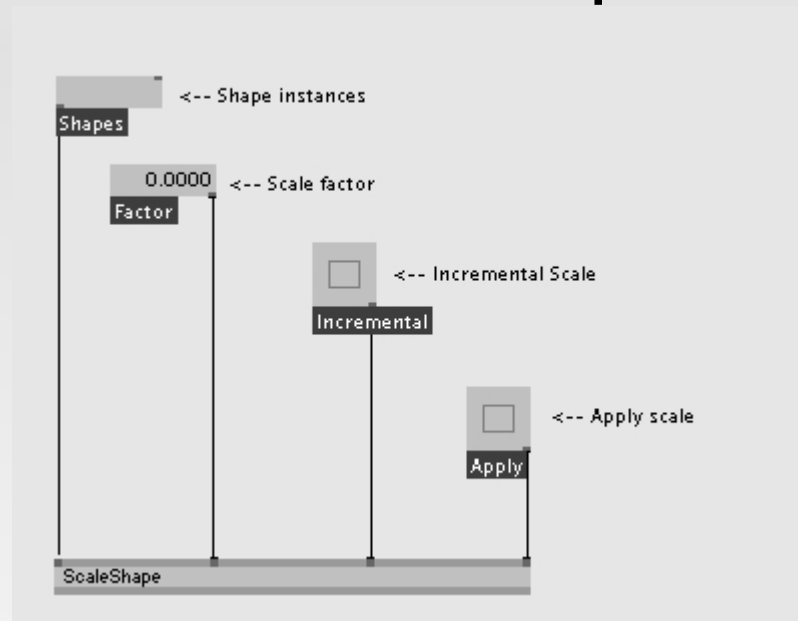 <-- Shape instances
Shapes
0.0000 <-- Scale factor
Factor
<-- Incremental Scale
Incremental
<-- Apply scale
Apply
ScaleShape